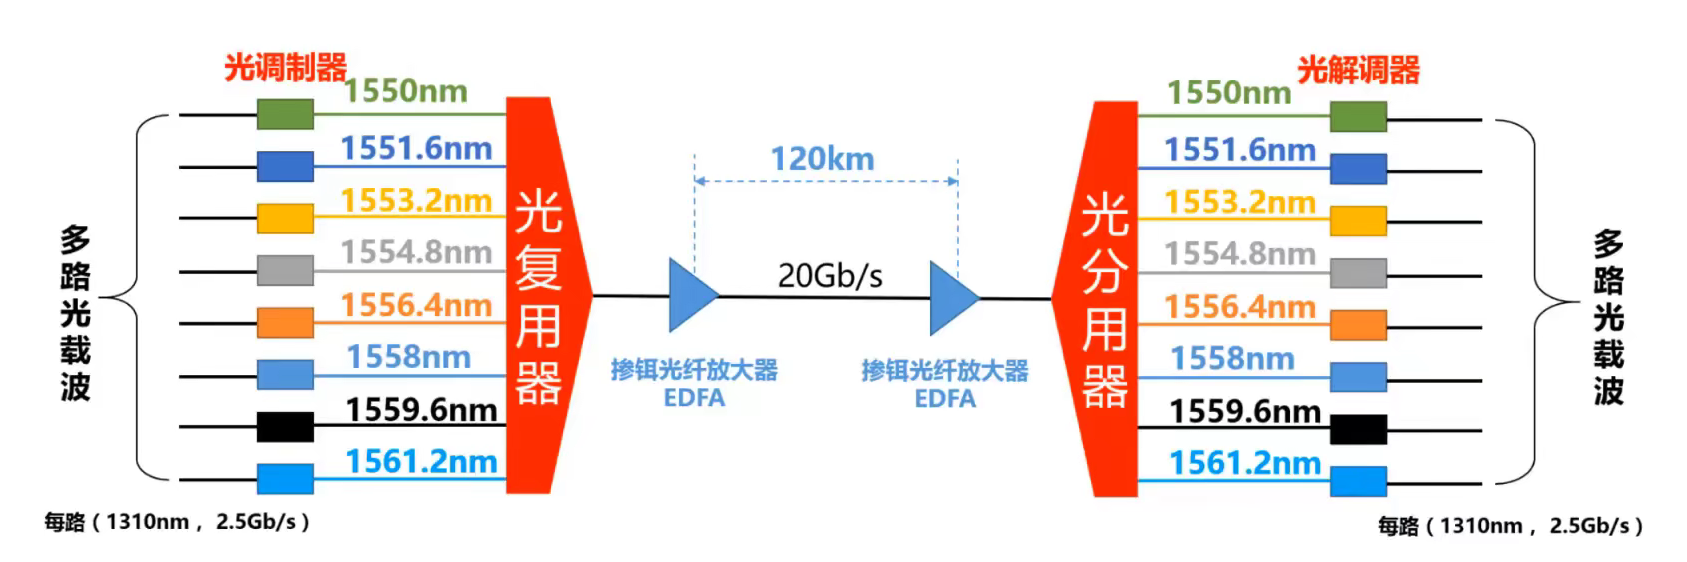 光调制器
1550nm
1551.6nm
1553.2nm
1554.8nm
1556.4nm
1558nm
1559.6nm
1561.2nm
多路光载波
每路（1310nm， 2.5Gb/s）
光复用器
120km
20Gb/s
掺铒光纤放大器
EDFA
掺铒光纤放大器
EDFA
光分用器
光解调器
1550nm
1551.6nm
1553.2nm
1554.8nm
1556.4nm
1558nm
1559.6nm
1561.2nm
多路光载波
每路（1310nm， 2.5Gb/s）